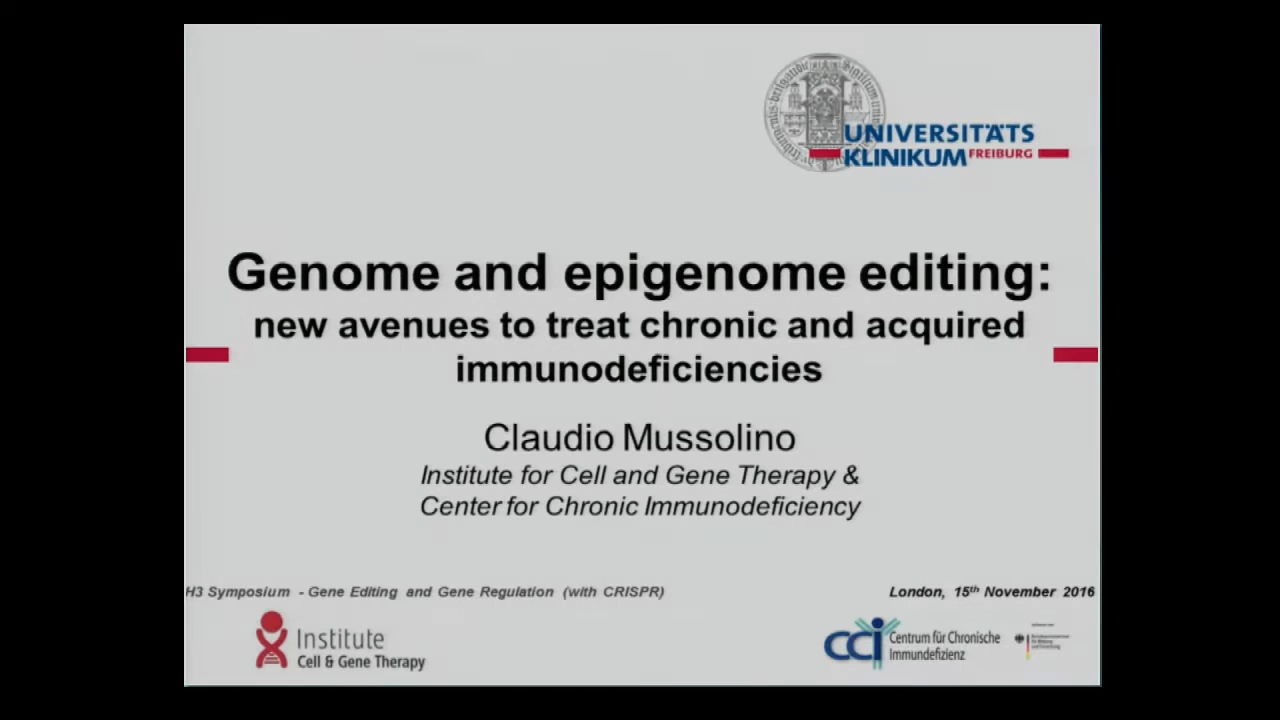 UNIVERSITÄTS
KLINIKUM FREIBURG
Genome and epigenome editing:
new avenues to treat chronic and acquired
immunodeficiencies
Claudio Mussolino
Institute for Cell and Gene Therapy &
Center for Chronic Immunodeficiency
H3 Symposium - Gene Editing and Gene Regulation (with CRISPR)
London, 15th November 2016
Institute
Cell & Gene Therapy
cci Centrum für Chronische
Immundefizienz